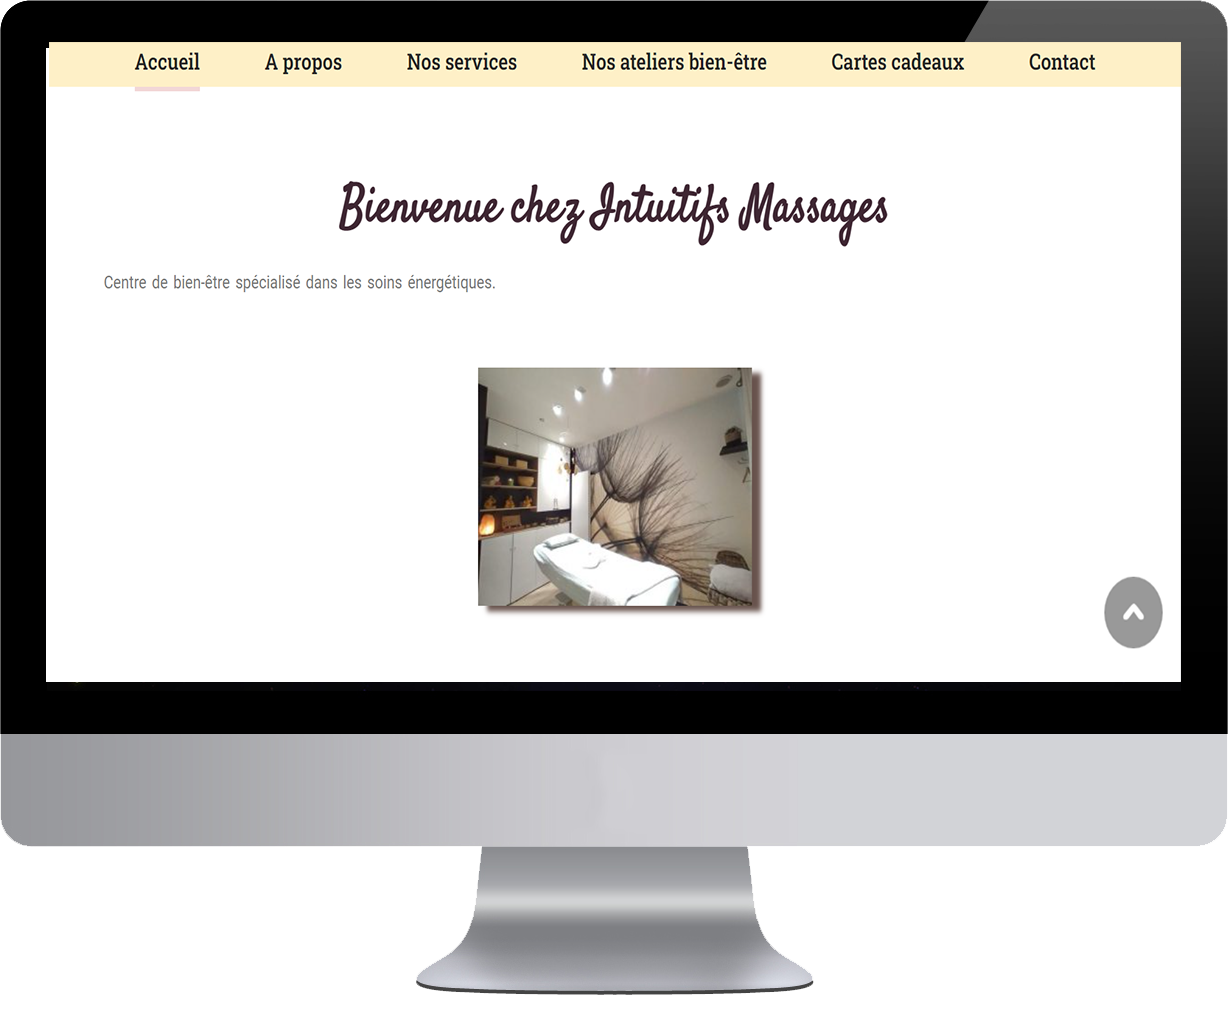 Accueil A propos Nos services Nos ateliers bien-être Cartes cadeaux Contact
Bienvenue chez Intuitifs Massages
Centre de bien-être spécialisé dans les soins énergétiques.